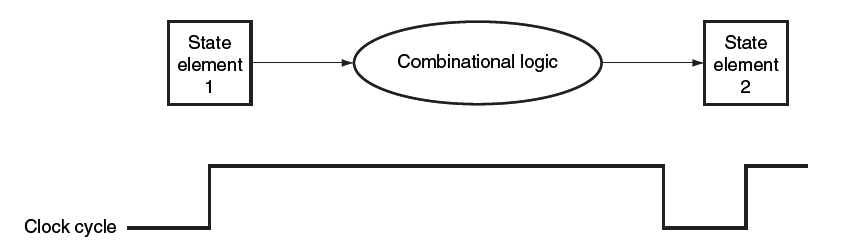 State
element
1
Combinational logic
State
element
2
Clock cycle